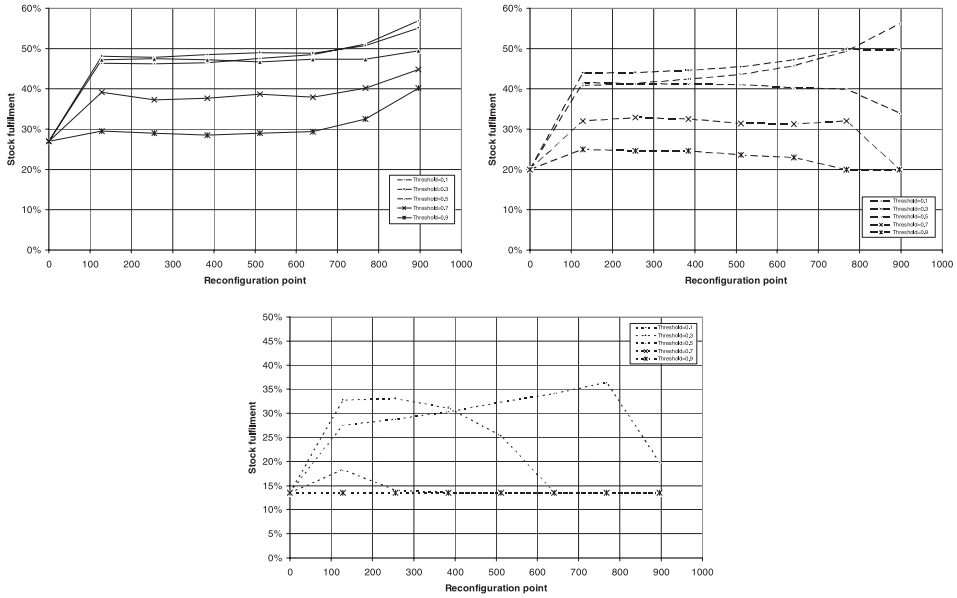 60%
50%
40%
30%
20%
10%
0%
Stock fulfilment
Threshold=0,1
Threshold=0,3
Threshold=0,5
Threshold=0,7
Threshold=0,9
0 100 200 300 400 500 600 700 800 900 1000
Reconfiguration point
60%
50%
40%
30%
20%
10%
0%
Stock fulfilment
Threshold=0,1
Threshold=0,3
Threshold=0,5
Threshold=0,7
Threshold=0,9
0 100 200 300 400 500 600 700 800 900 1000
Reconfiguration point
50%
45%
40%
35%
30%
25%
20%
15%
10%
5%
0%
Stock fulfilment
Threshold=0,1
Threshold=0,3
Threshold=0,5
Threshold=0,7
Threshold=0,9
0 100 200 300 400 500 600 700 800 900 1000
Reconfiguration point